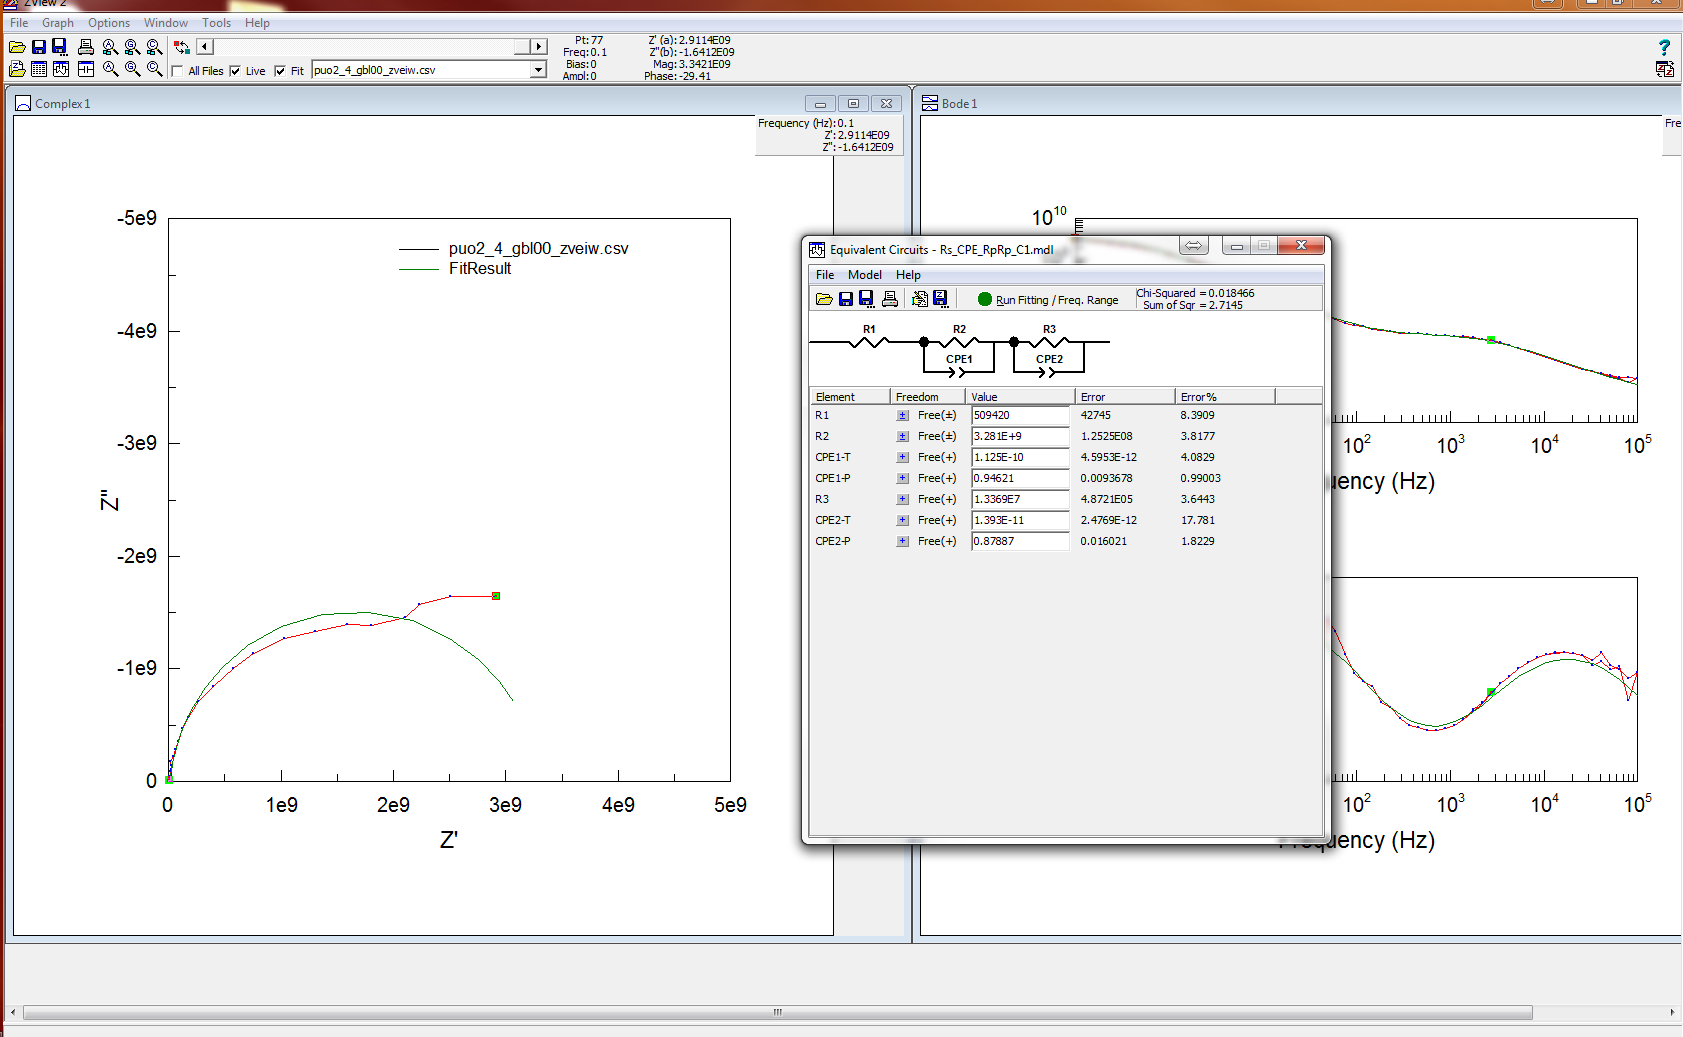 ZView 2
File Graph Options Window Tools Help
Pt:77
Freq:0.1
Bias:0
Ampl:0
Z' (a):2.9114E09
Z''(b):-1.6412E09
Mag:3.3421E09
Phase:-29.41
All Files Live Fit puo2_4_gbl00_zveiw.csv
Complex1
Frequency (Hz):0.1
Z':2.9114E09
Z'':-1.6412E09
-5e9
-4e9
-3e9
-2e9
-1e9
0
Z''
puo2_4_gbl00_zveiw.csv
FitResult
0 1e9 2e9 3e9 4e9 5e9
Z'
Bode1
Fre
10^10
10^2 10^3 10^4 10^5
uency (Hz)
10^2 10^3 10^4 10^5
Frequency (Hz)
Equivalent Circuits - Rs_CPE_RpRp_C1.mdl
File Model Help
Run Fitting / Freq. Range
Chi-Squared = 0.018466
Sum of Sqr = 2.7145
R1 R2 R3
CPE1 CPE2
Element Freedom Value Error Error%
R1 Free(±) 509420 42745 8.3909
R2 Free(±) 3.281E+9 1.2525E08 3.8177
CPE1-T Free(+) 1.125E-10 4.5953E-12 4.0829
CPE1-P Free(+) 0.94621 0.0093678 0.99003
R3 Free(+) 1.3369E7 4.8721E05 3.6443
CPE2-T Free(+) 1.393E-11 2.4769E-12 17.781
CPE2-P Free(+) 0.87887 0.016021 1.8229